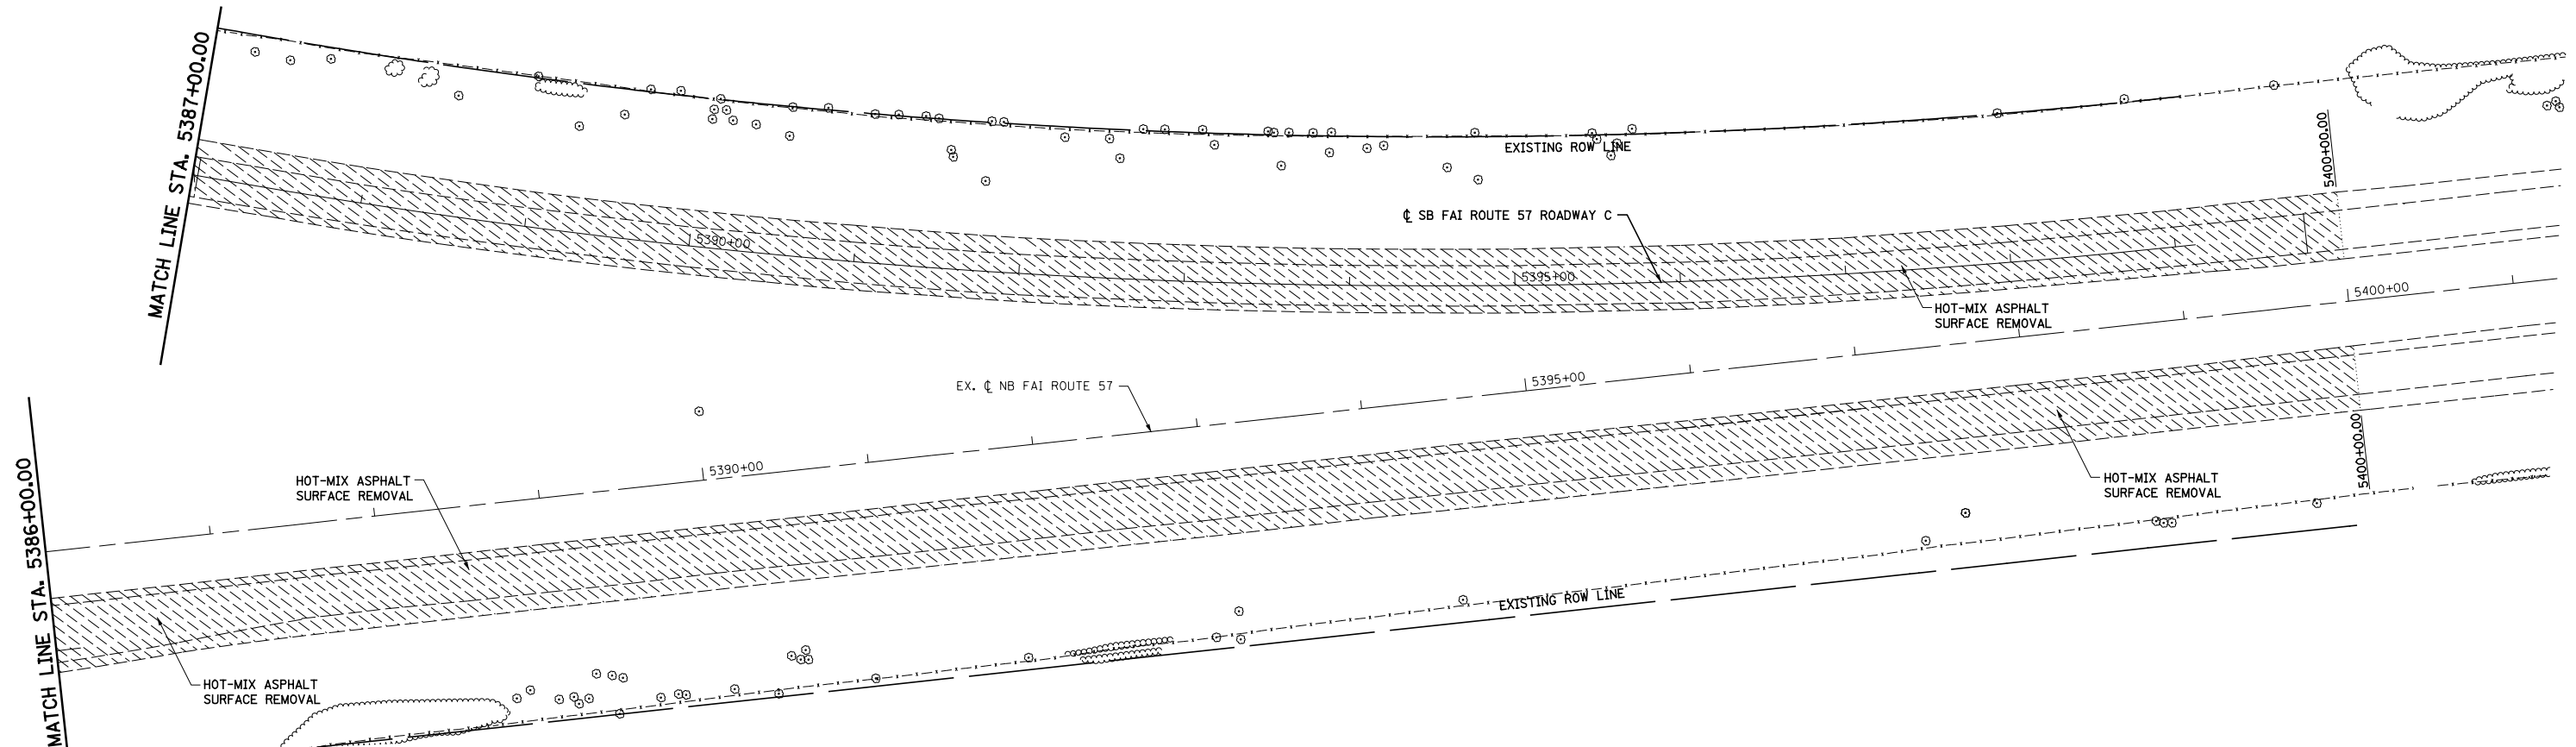 MATCH LINE STA. 5387+00.00
EXISTING ROW LINE
5400+00.00
℄ SB FAI ROUTE 57 ROADWAY C
5390+00
5395+00
HOT-MIX ASPHALT
SURFACE REMOVAL
5400+00
EX. ℄ NB FAI ROUTE 57
5395+00
5390+00
HOT-MIX ASPHALT
SURFACE REMOVAL
MATCH LINE STA. 5386+00.00
HOT-MIX ASPHALT
SURFACE REMOVAL
5400+00.00
EXISTING ROW LINE
HOT-MIX ASPHALT
SURFACE REMOVAL